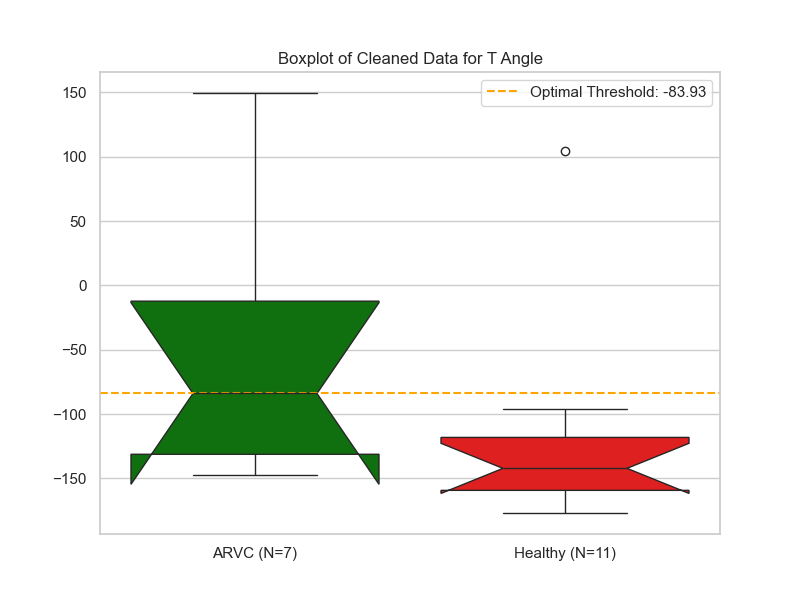 Boxplot of Cleaned Data for T Angle
Optimal Threshold: -83.93
150
100
50
0
−50
−100
−150
ARVC (N=7)
Healthy (N=11)